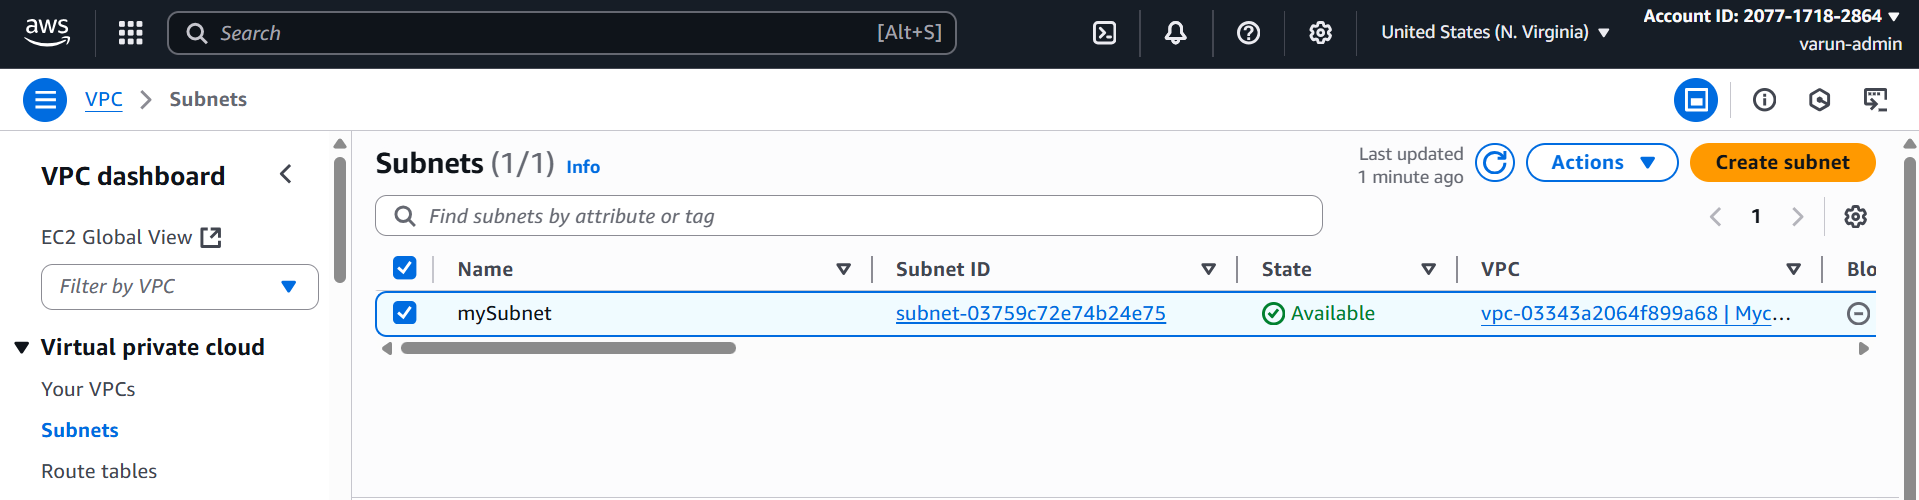 aws
Search [Alt+S]
United States (N. Virginia)
Account ID: 2077-1718-2864
varun-admin
VPC
Subnets
VPC dashboard
EC2 Global View
Filter by VPC
Virtual private cloud
Your VPCs
Subnets
Route tables
Subnets (1/1) Info
Last updated
1 minute ago
Actions
Create subnet
Find subnets by attribute or tag
1
Name Subnet ID State VPC Blo
mySubnet subnet-03759c72e74b24e75 Available vpc-03343a2064f899a68 | Myc...